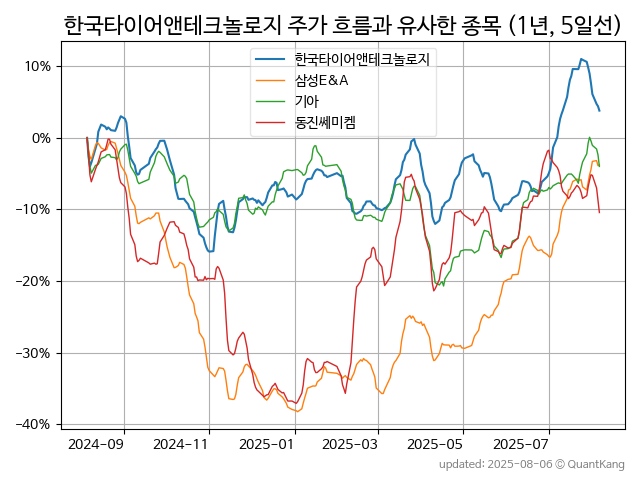 한국타이어앤테크놀로지 주가 흐름과 유사한 종목 (1년, 5일선)
한국타이어앤테크놀로지
삼성E&A
기아
동진쎄미켐
10%
0%
−10%
−20%
−30%
−40%
2024-09 2024-11 2025-01 2025-03 2025-05 2025-07
updated: 2025-08-06 © QuantKang